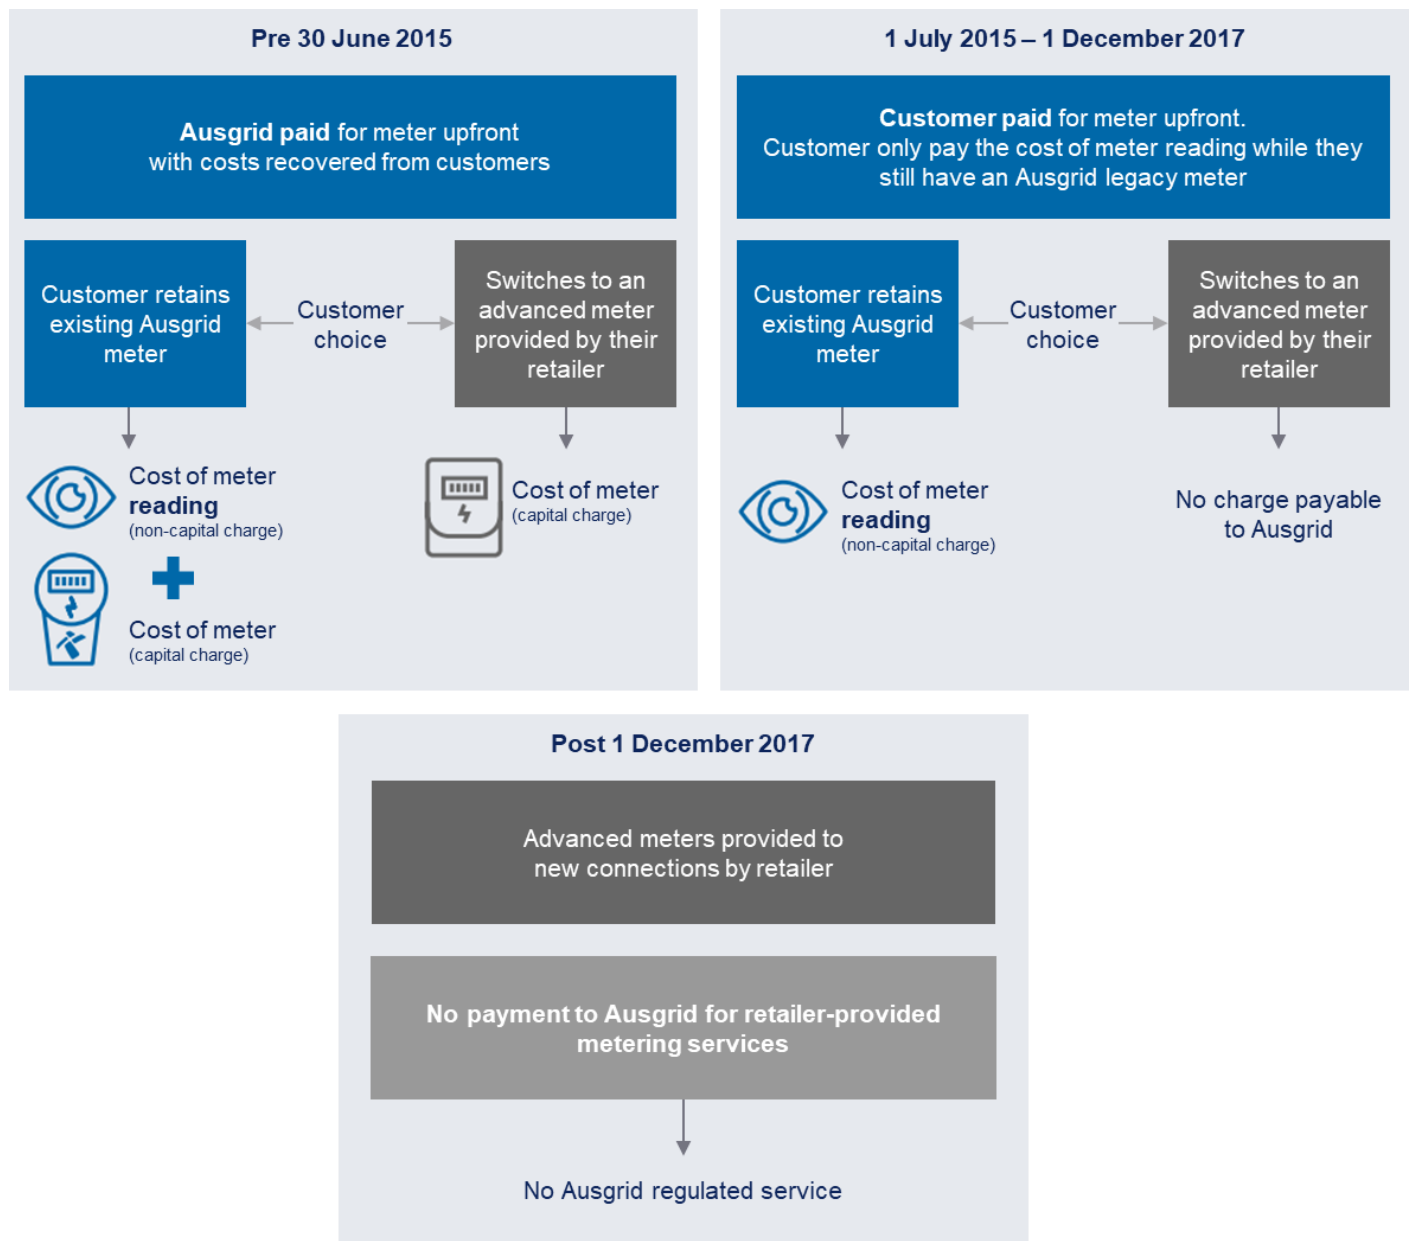 Pre 30 June 2015
Ausgrid paid for meter upfront
with costs recovered from customers
Customer retains
existing Ausgrid
meter
Customer
choice
Switches to an
advanced meter
provided by their
retailer
Cost of meter
reading
(non-capital charge)
Cost of meter
(capital charge)
Cost of meter
(capital charge)
1 July 2015 – 1 December 2017
Customer paid for meter upfront.
Customer only pay the cost of meter reading while they
still have an Ausgrid legacy meter
Customer retains
existing Ausgrid
meter
Customer
choice
Switches to an
advanced meter
provided by their
retailer
Cost of meter
reading
(non-capital charge)
No charge payable
to Ausgrid
Post 1 December 2017
Advanced meters provided to
new connections by retailer
No payment to Ausgrid for retailer-provided
metering services
No Ausgrid regulated service